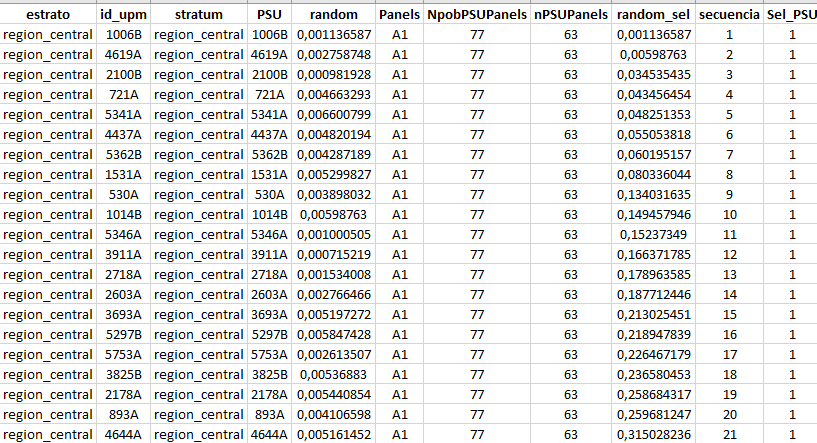 estrato id_upm stratum PSU random Panels NpobPSUPanels nPSUPanels random_sel secuencia Sel_PSU
region_central 1006B region_central 1006B 0,001136587 A1 77 63 0,001136587 1 1
region_central 4619A region_central 4619A 0,002758748 A1 77 63 0,00598763 2 1
region_central 2100B region_central 2100B 0,000981928 A1 77 63 0,034535435 3 1
region_central 721A region_central 721A 0,004663293 A1 77 63 0,043456454 4 1
region_central 5341A region_central 5341A 0,006600799 A1 77 63 0,048251353 5 1
region_central 4437A region_central 4437A 0,004820194 A1 77 63 0,055053818 6 1
region_central 5362B region_central 5362B 0,004287189 A1 77 63 0,060195157 7 1
region_central 1531A region_central 1531A 0,005299827 A1 77 63 0,080336044 8 1
region_central 530A region_central 530A 0,003898032 A1 77 63 0,134031635 9 1
region_central 1014B region_central 1014B 0,00598763 A1 77 63 0,149457946 10 1
region_central 5346A region_central 5346A 0,001000505 A1 77 63 0,15237349 11 1
region_central 3911A region_central 3911A 0,000715219 A1 77 63 0,166371785 12 1
region_central 2718A region_central 2718A 0,001534008 A1 77 63 0,178963585 13 1
region_central 2603A region_central 2603A 0,002766466 A1 77 63 0,187712446 14 1
region_central 3693A region_central 3693A 0,005197272 A1 77 63 0,213025451 15 1
region_central 5297B region_central 5297B 0,005847428 A1 77 63 0,218947839 16 1
region_central 5753A region_central 5753A 0,002613507 A1 77 63 0,226467179 17 1
region_central 3825B region_central 3825B 0,00536883 A1 77 63 0,236580453 18 1
region_central 2178A region_central 2178A 0,005440854 A1 77 63 0,258684317 19 1
region_central 893A region_central 893A 0,004106598 A1 77 63 0,259681247 20 1
region_central 4644A region_central 4644A 0,005161452 A1 77 63 0,315028236 21 1